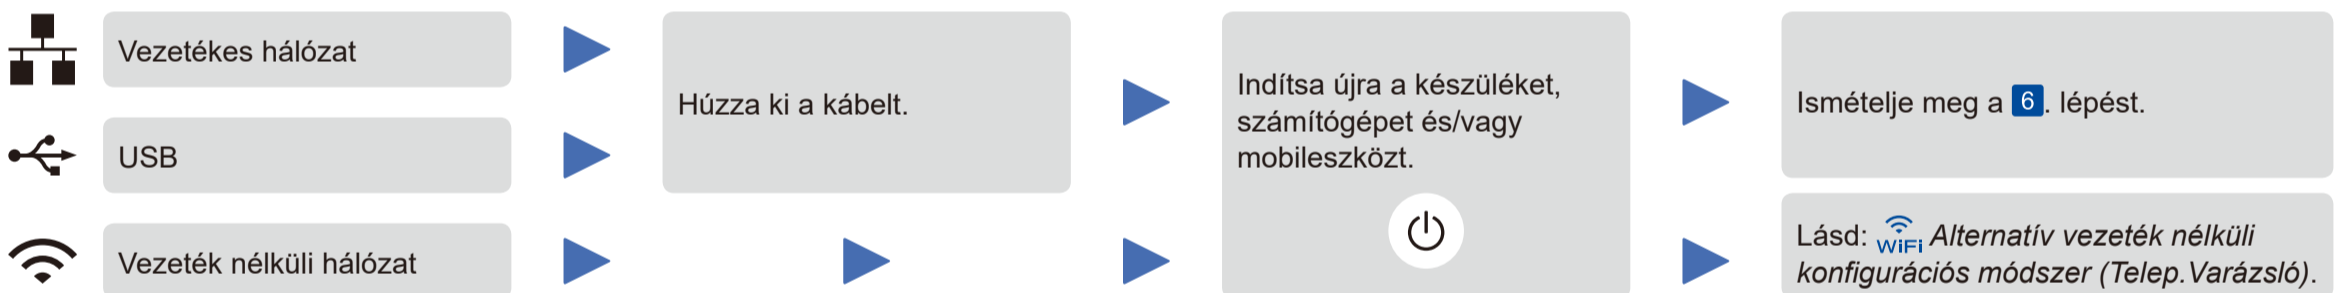 Vezetékes hálózat
USB
Vezeték nélküli hálózat
Húzza ki a kábelt.
Indítsa újra a készüléket,
számítógépet és/vagy
mobileszközt.
Ismételje meg a 6. lépést.
Lásd: WiFi Alternatív vezeték nélküli
konfigurációs módszer (Telep.Varázsló).